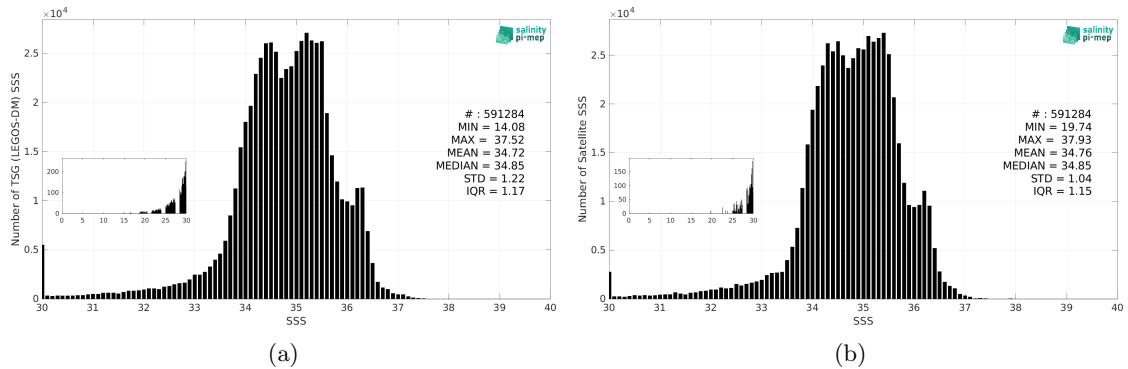 ×10⁴
salinity
pi-mep
2.5
2
1.5
1
0.5
0
Number of TSG (LEGOS-DM) SSS
# : 591284
MIN = 14.08
MAX = 37.52
MEAN = 34.72
MEDIAN = 34.85
STD = 1.22
IQR = 1.17
200
100
0
0 5 10 15 20 25 30
30 31 32 33 34 35 36 37 38 39 40
SSS
(a)
×10⁴
salinity
pi-mep
2.5
2
1.5
1
0.5
0
Number of Satellite SSS
# : 591284
MIN = 19.74
MAX = 37.93
MEAN = 34.76
MEDIAN = 34.85
STD = 1.04
IQR = 1.15
150
100
50
0
0 5 10 15 20 25 30
30 31 32 33 34 35 36 37 38 39 40
SSS
(b)